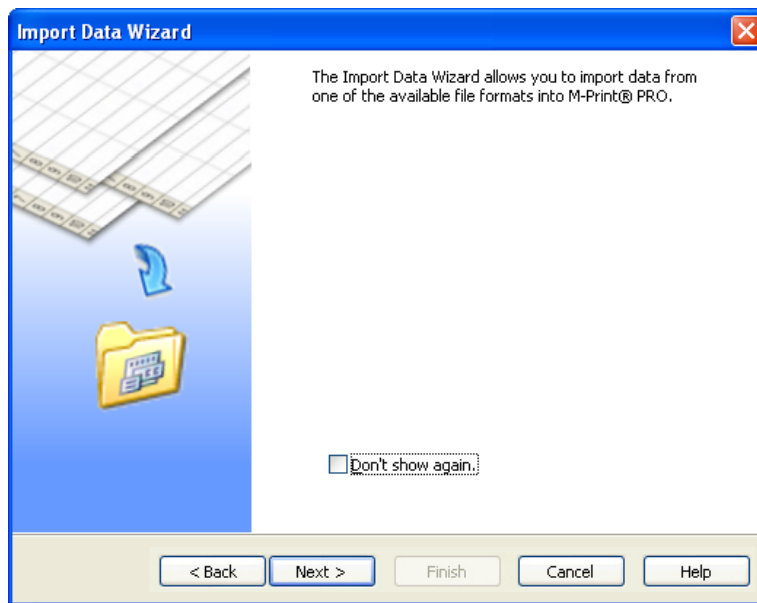 Import Data Wizard
The Import Data Wizard allows you to import data from
one of the available file formats into M-Print® PRO.
Don't show again.
< Back Next > Finish Cancel Help